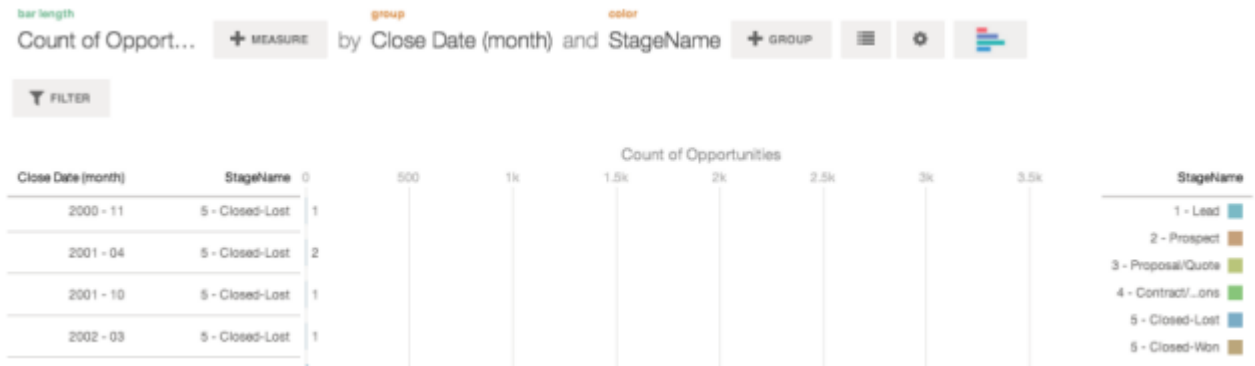 bar length group color
Count of Opport... + MEASURE by Close Date (month) and StageName + GROUP
FILTER
Count of Opportunities
Close Date (month) StageName 0 500 1k 1.5k 2k 2.5k 3k 3.5k StageName
2000 - 11 5 - Closed-Lost 1 1 - Lead
2 - Prospect
2001 - 04 5 - Closed-Lost 2
3 - Proposal/Quote
2001 - 10 5 - Closed-Lost 1 4 - Contract/...ons
5 - Closed-Lost
2002 - 03 5 - Closed-Lost 1
5 - Closed-Won